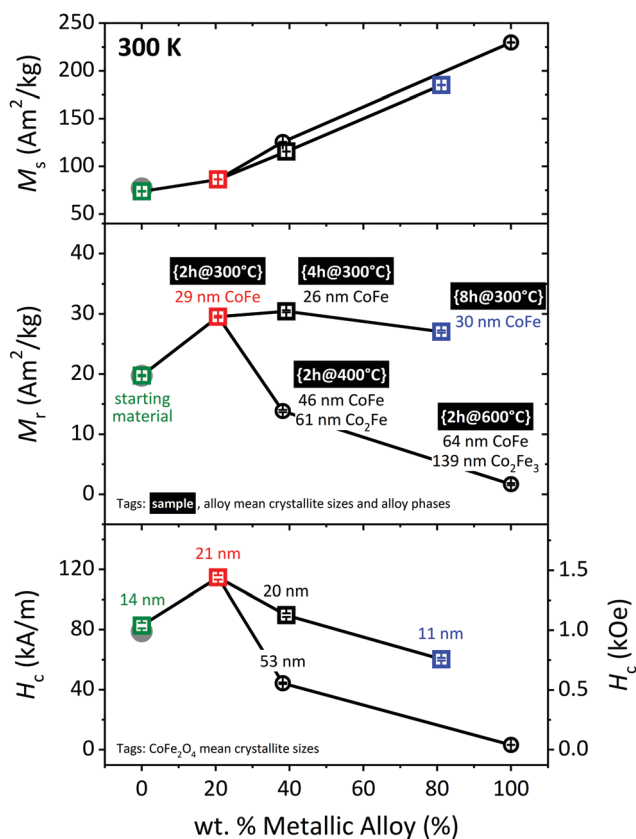 300 K
250
200
150
100
50
Mₛ (Am²/kg)
40
30
20
10
0
Mᵣ (Am²/kg)
{2h@300°C}
29 nm CoFe
{4h@300°C}
26 nm CoFe
{8h@300°C}
30 nm CoFe
starting
material
{2h@400°C}
46 nm CoFe
61 nm Co₂Fe
{2h@600°C}
64 nm CoFe
139 nm Co₂Fe₃
Tags: sample, alloy mean crystallite sizes and alloy phases
120
80
40
0
H_c (kA/m)
14 nm
21 nm
20 nm
53 nm
11 nm
1.5
1.0
0.5
0.0
H_c (kOe)
Tags: CoFe₂O₄ mean crystallite sizes
0 20 40 60 80 100
wt. % Metallic Alloy (%)